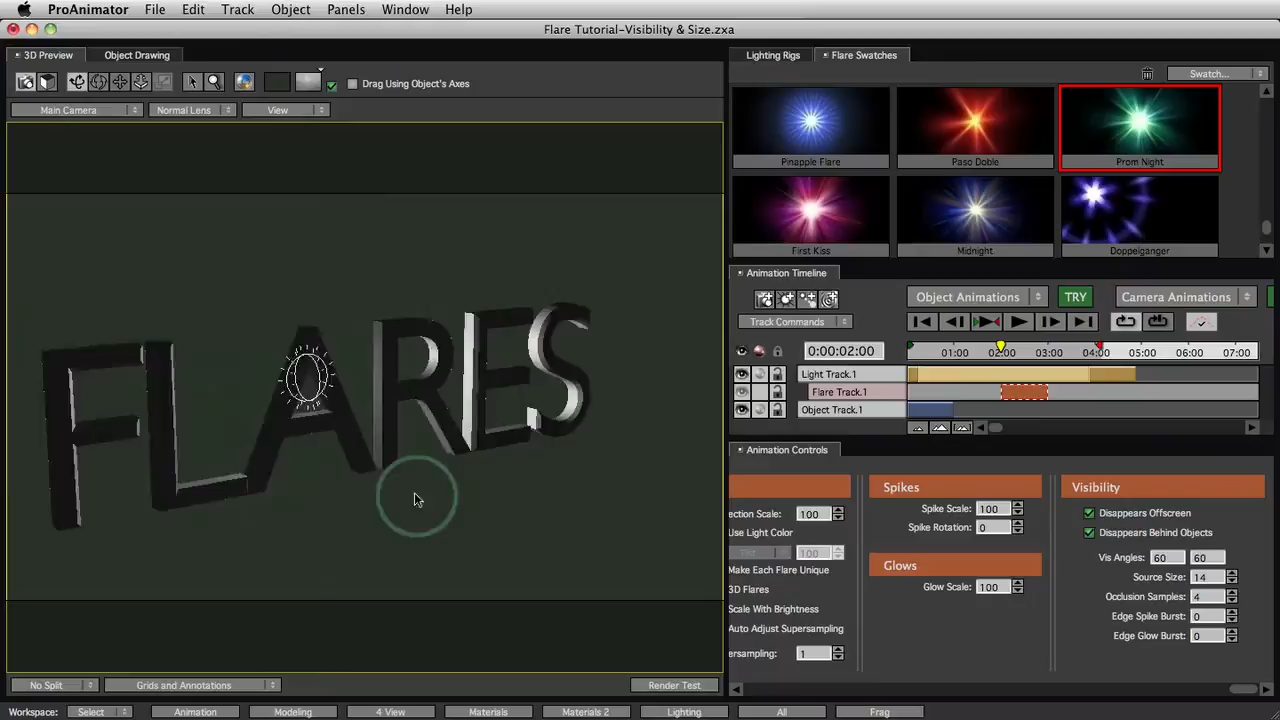 ProAnimator File Edit Track Object Panels Window Help
Flare Tutorial-Visibility & Size.zxa
3D Preview Object Drawing
Lighting Rigs Flare Swatches
Swatch...
Drag Using Object's Axes
Main Camera Normal Lens View
Pinapple Flare Paso Doble Prom Night
First Kiss Midnight Doppelganger
FLARES
Animation Timeline
Object Animations TRY Camera Animations
Track Commands
0:00:02:00 01:00 02:00 03:00 04:00 05:00 06:00 07:00
Light Track.1
Flare Track.1
Object Track.1
Animation Controls
ection Scale: 100
Use Light Color
100
Make Each Flare Unique
3D Flares
Scale With Brightness
Auto Adjust Supersampling
ersampling: 1
Spikes
Spike Scale: 100
Spike Rotation: 0
Glows
Glow Scale: 100
Visibility
Disappears Offscreen
Disappears Behind Objects
Vis Angles: 60 60
Source Size: 14
Occlusion Samples: 4
Edge Spike Burst: 0
Edge Glow Burst: 0
No Split Grids and Annotations Render Test
Workspace: Select Animation Modeling 4 View Materials Materials 2 Lighting All Frag